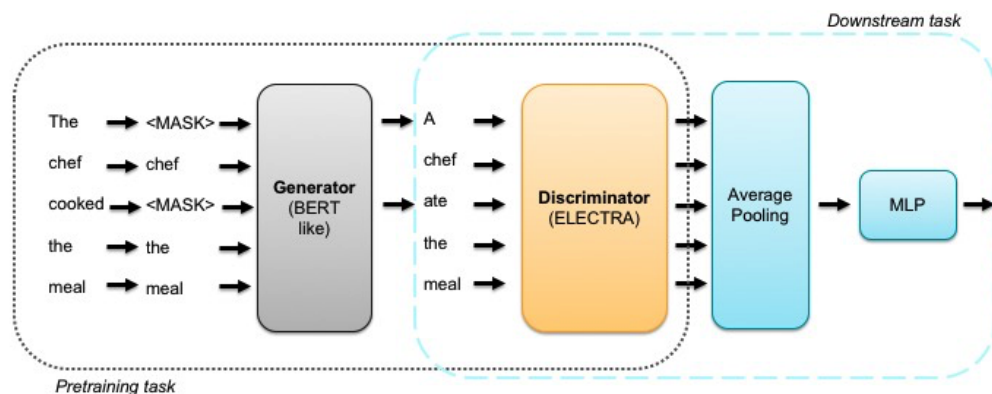 Downstream task
The <MASK> A
chef chef chef
cooked <MASK> ate
the the the
meal meal meal
Generator
(BERT
like)
Discriminator
(ELECTRA)
Average
Pooling
MLP
Pretraining task